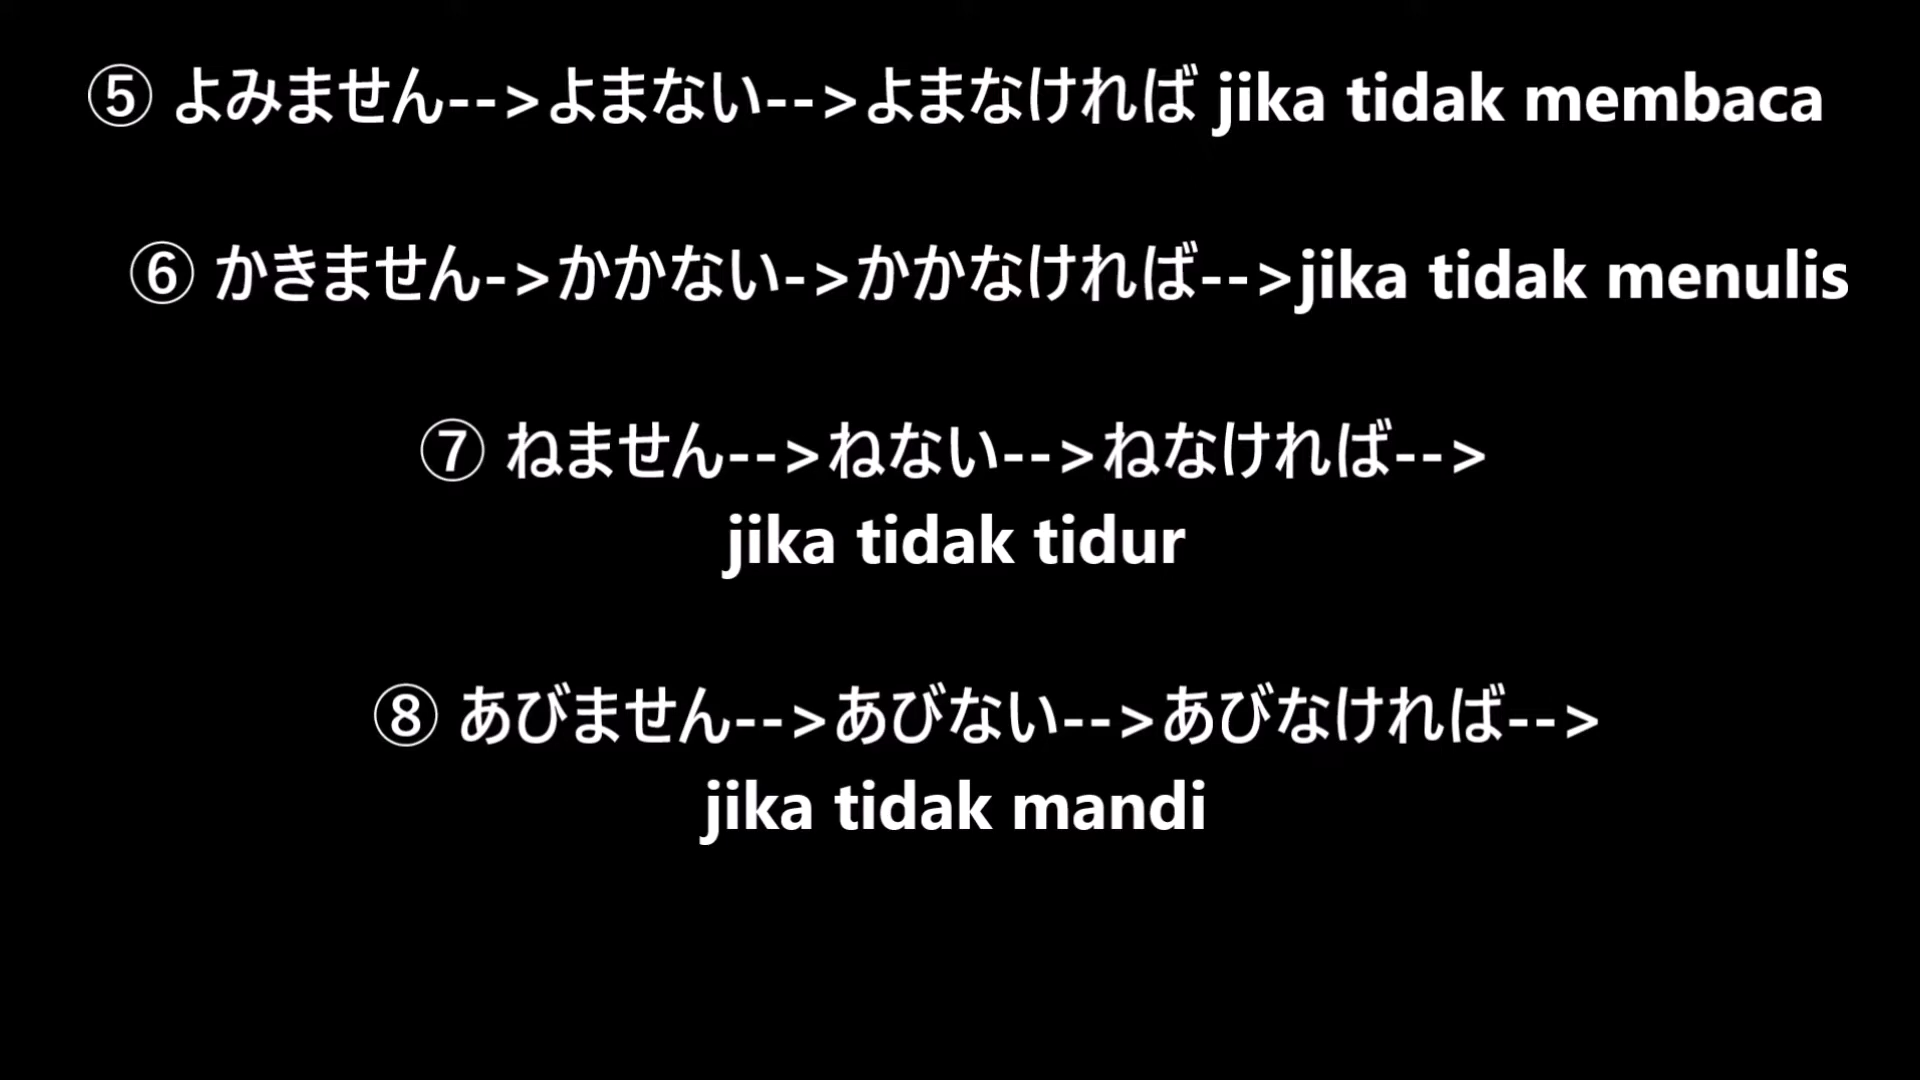 ⑤ よみません-->よまない-->よまなければ jika tidak membaca
⑥ かきません->かかない->かかなければ-->jika tidak menulis
⑦ ねません-->ねない-->ねなければ-->
jika tidak tidur
⑧ あびません-->あびない-->あびなければ-->
jika tidak mandi